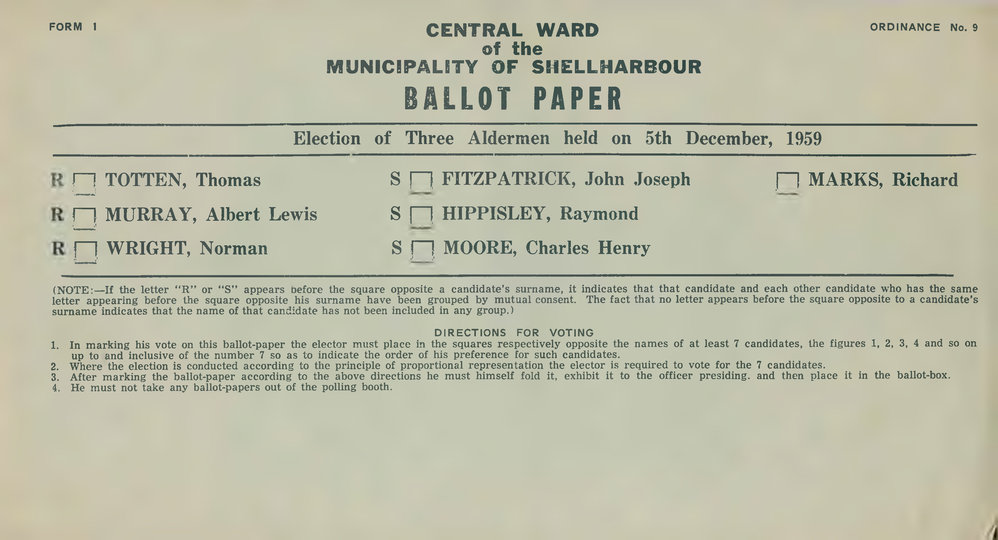 FORM 1
ORDINANCE No. 9
CENTRAL WARD
of the
MUNICIPALITY OF SHELLHARBOUR
BALLOT PAPER
Election of Three Aldermen held on 5th December, 1959
R TOTTEN, Thomas
R MURRAY, Albert Lewis
R WRIGHT, Norman
S FITZPATRICK, John Joseph
S HIPPISLEY, Raymond
S MOORE, Charles Henry
MARKS, Richard
(NOTE:—If the letter "R" or "S" appears before the square opposite a candidate's surname, it indicates that that candidate and each other candidate who has the same
letter appearing before the square opposite his surname have been grouped by mutual consent. The fact that no letter appears before the square opposite to a candidate's
surname indicates that the name of that candidate has not been included in any group.)
DIRECTIONS FOR VOTING
1. In marking his vote on this ballot-paper the elector must place in the squares respectively opposite the names of at least 7 candidates, the figures 1, 2, 3, 4 and so on
up to and inclusive of the number 7 so as to indicate the order of his preference for such candidates.
2. Where the election is conducted according to the principle of proportional representation the elector is required to vote for the 7 candidates.
3. After marking the ballot-paper according to the above directions he must himself fold it, exhibit it to the officer presiding. and then place it in the ballot-box.
4. He must not take any ballot-papers out of the polling booth.